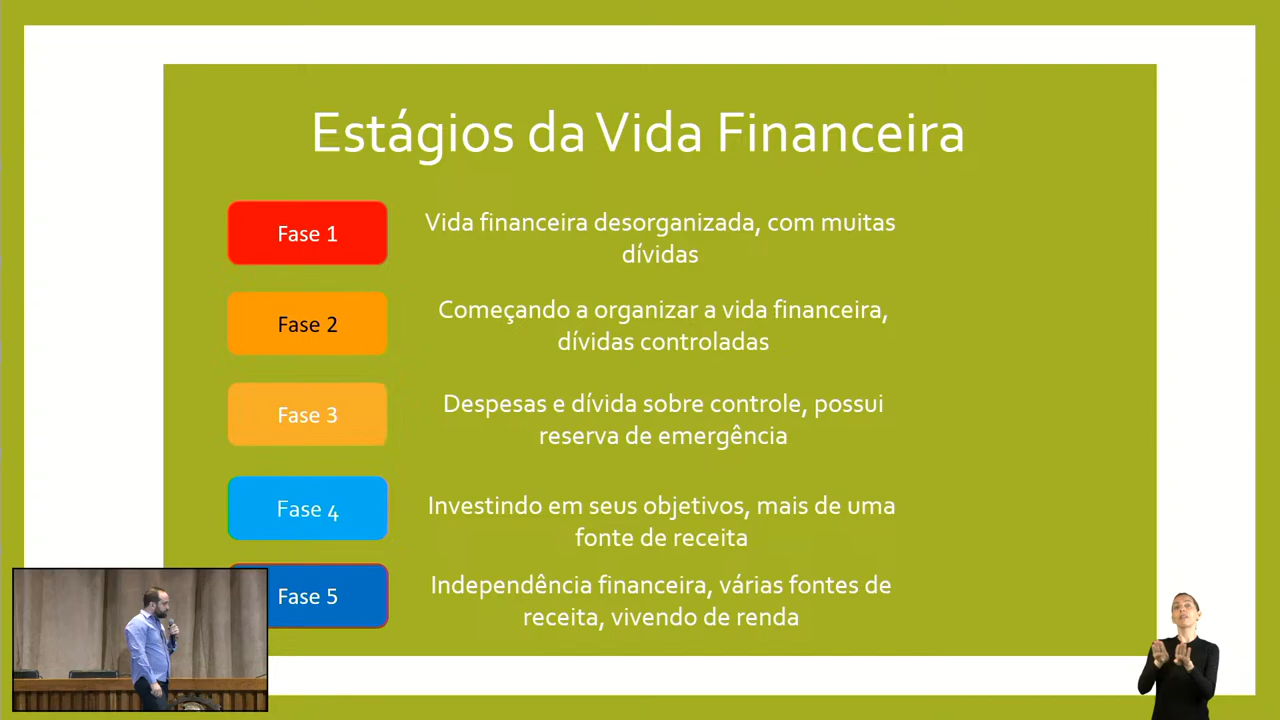 Estágios da Vida Financeira
Fase 1
Vida financeira desorganizada, com muitas
dívidas
Fase 2
Começando a organizar a vida financeira,
dívidas controladas
Fase 3
Despesas e dívida sobre controle, possui
reserva de emergência
Fase 4
Investindo em seus objetivos, mais de uma
fonte de receita
Fase 5
Independência financeira, várias fontes de
receita, vivendo de renda